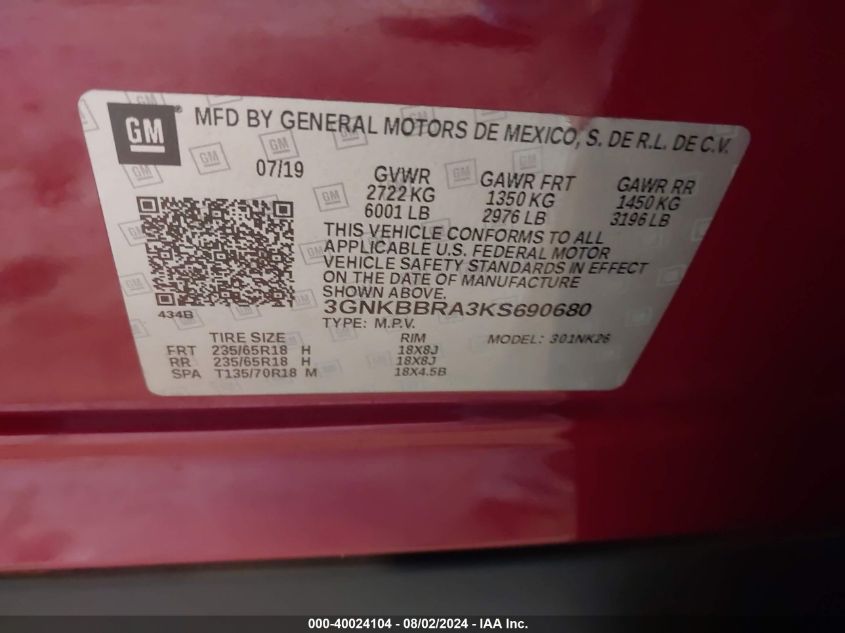 GM ® MFD BY GENERAL MOTORS DE MEXICO, S. DE R.L. DE C.V.
07/19 GVWR GAWR FRT GAWR RR
2722 KG 1350 KG 1450 KG
6001 LB 2976 LB 3196 LB
THIS VEHICLE CONFORMS TO ALL
APPLICABLE U.S. FEDERAL MOTOR
VEHICLE SAFETY STANDARDS IN EFFECT
ON THE DATE OF MANUFACTURE
SHOWN ABOVE.
434B 3GNKBBRA3KS690680
TYPE: M.P.V. MODEL: 301NK26
TIRE SIZE RIM
FRT 235/65R18 H 18X8J
RR 235/65R18 H 18X8J
SPA T135/70R18 M 18X4.5B
000-40024104 - 08/02/2024 - IAA Inc.